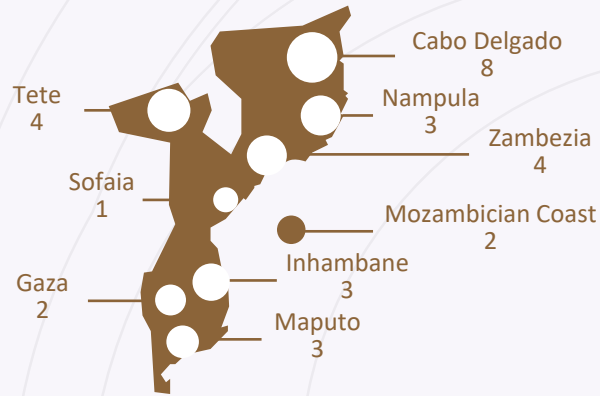 Cabo Delgado
8
Tete
4
Nampula
3
Zambezia
4
Sofaia
1
Mozambician Coast
2
Inhambane
3
Gaza
2
Maputo
3